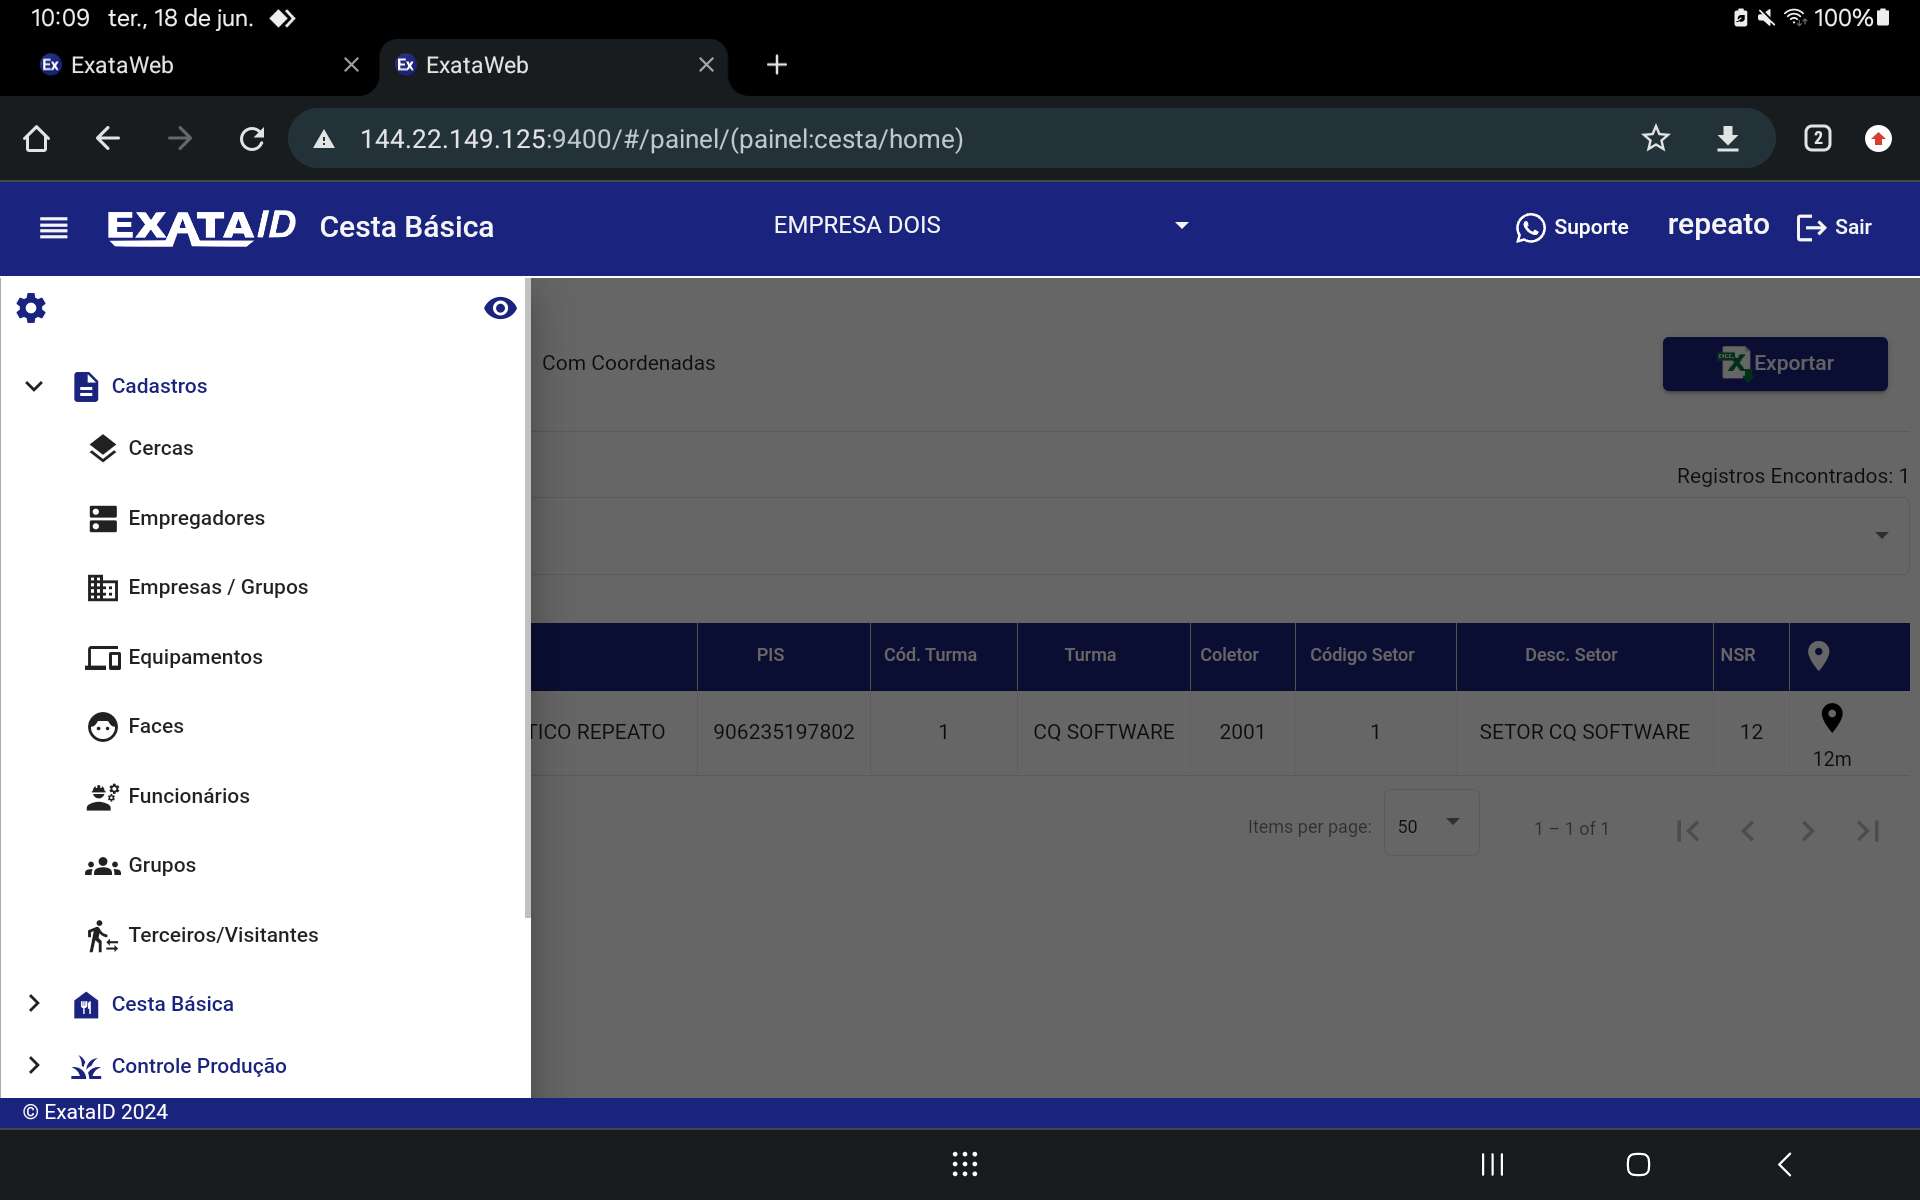 10:09 ter., 18 de jun. 100%
Ex ExataWeb Ex ExataWeb
144.22.149.125:9400/#/painel/(painel:cesta/home) 2
EXATAID Cesta Básica EMPRESA DOIS Suporte repeato Sair
Cadastros
Cercas
Empregadores
Empresas / Grupos
Equipamentos
Faces
Funcionários
Grupos
Terceiros/Visitantes
Cesta Básica
Controle Produção
Com Coordenadas Exportar
Registros Encontrados: 1
PIS Cód. Turma Turma Coletor Código Setor Desc. Setor NSR
TICO REPEATO 906235197802 1 CQ SOFTWARE 2001 1 SETOR CQ SOFTWARE 12 12m
Items per page: 50 1 – 1 of 1
© ExataID 2024